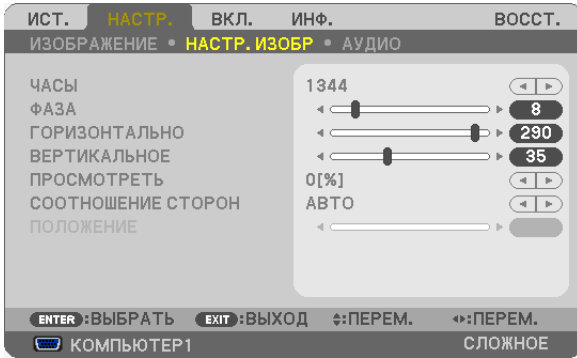 ИСТ. НАСТР. ВКЛ. ИНФ. ВОССТ.
ИЗОБРАЖЕНИЕ • НАСТР. ИЗОБР • АУДИО
ЧАСЫ 1344
ФАЗА 8
ГОРИЗОНТАЛЬНО 290
ВЕРТИКАЛЬНОЕ 35
ПРОСМОТРЕТЬ 0[%]
СООТНОШЕНИЕ СТОРОН АВТО
ПОЛОЖЕНИЕ
ENTER :ВЫБРАТЬ EXIT :ВЫХОД :ПЕРЕМ. :ПЕРЕМ.
КОМПЬЮТЕР1 СЛОЖНОЕ